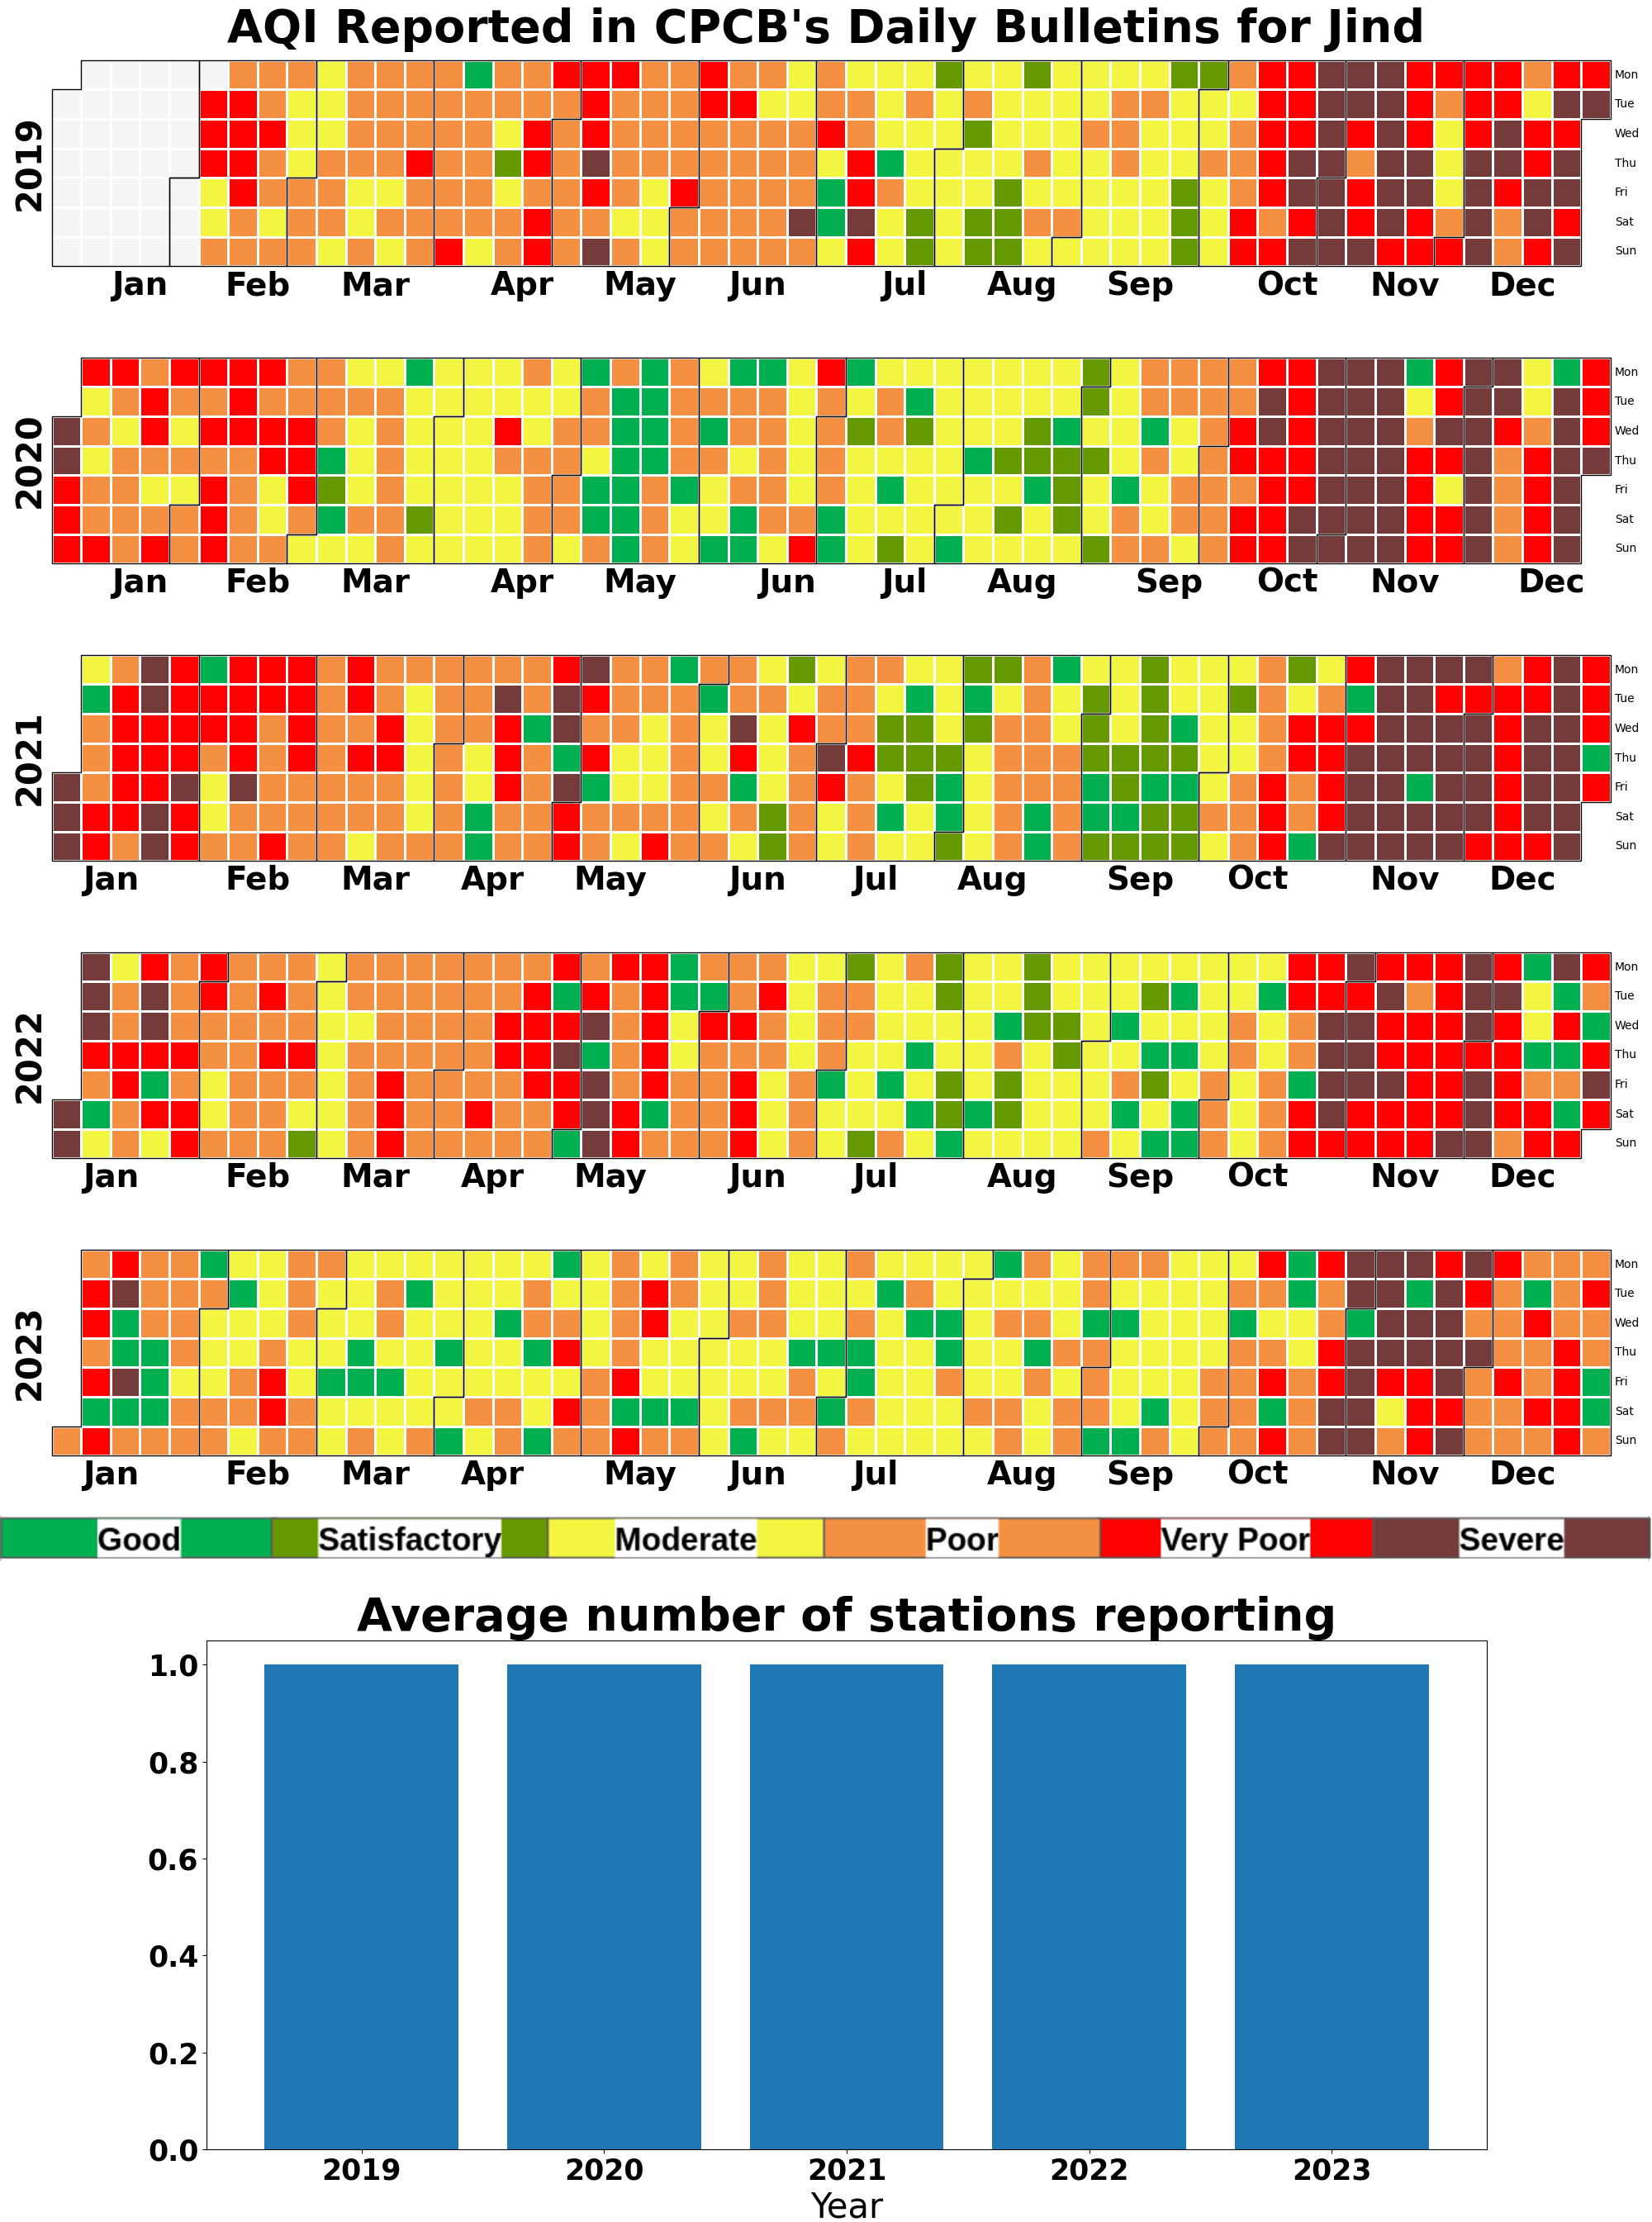 AQI Reported in CPCB's Daily Bulletins for Jind
2019
Mon
Tue
Wed
Thu
Fri
Sat
Sun
Jan Feb Mar Apr May Jun Jul Aug Sep Oct Nov Dec
2020
Mon
Tue
Wed
Thu
Fri
Sat
Sun
Jan Feb Mar Apr May Jun Jul Aug Sep Oct Nov Dec
2021
Mon
Tue
Wed
Thu
Fri
Sat
Sun
Jan Feb Mar Apr May Jun Jul Aug Sep Oct Nov Dec
2022
Mon
Tue
Wed
Thu
Fri
Sat
Sun
Jan Feb Mar Apr May Jun Jul Aug Sep Oct Nov Dec
2023
Mon
Tue
Wed
Thu
Fri
Sat
Sun
Jan Feb Mar Apr May Jun Jul Aug Sep Oct Nov Dec
Good Satisfactory Moderate Poor Very Poor Severe
Average number of stations reporting
1.0
0.8
0.6
0.4
0.2
0.0
2019 2020 2021 2022 2023
Year